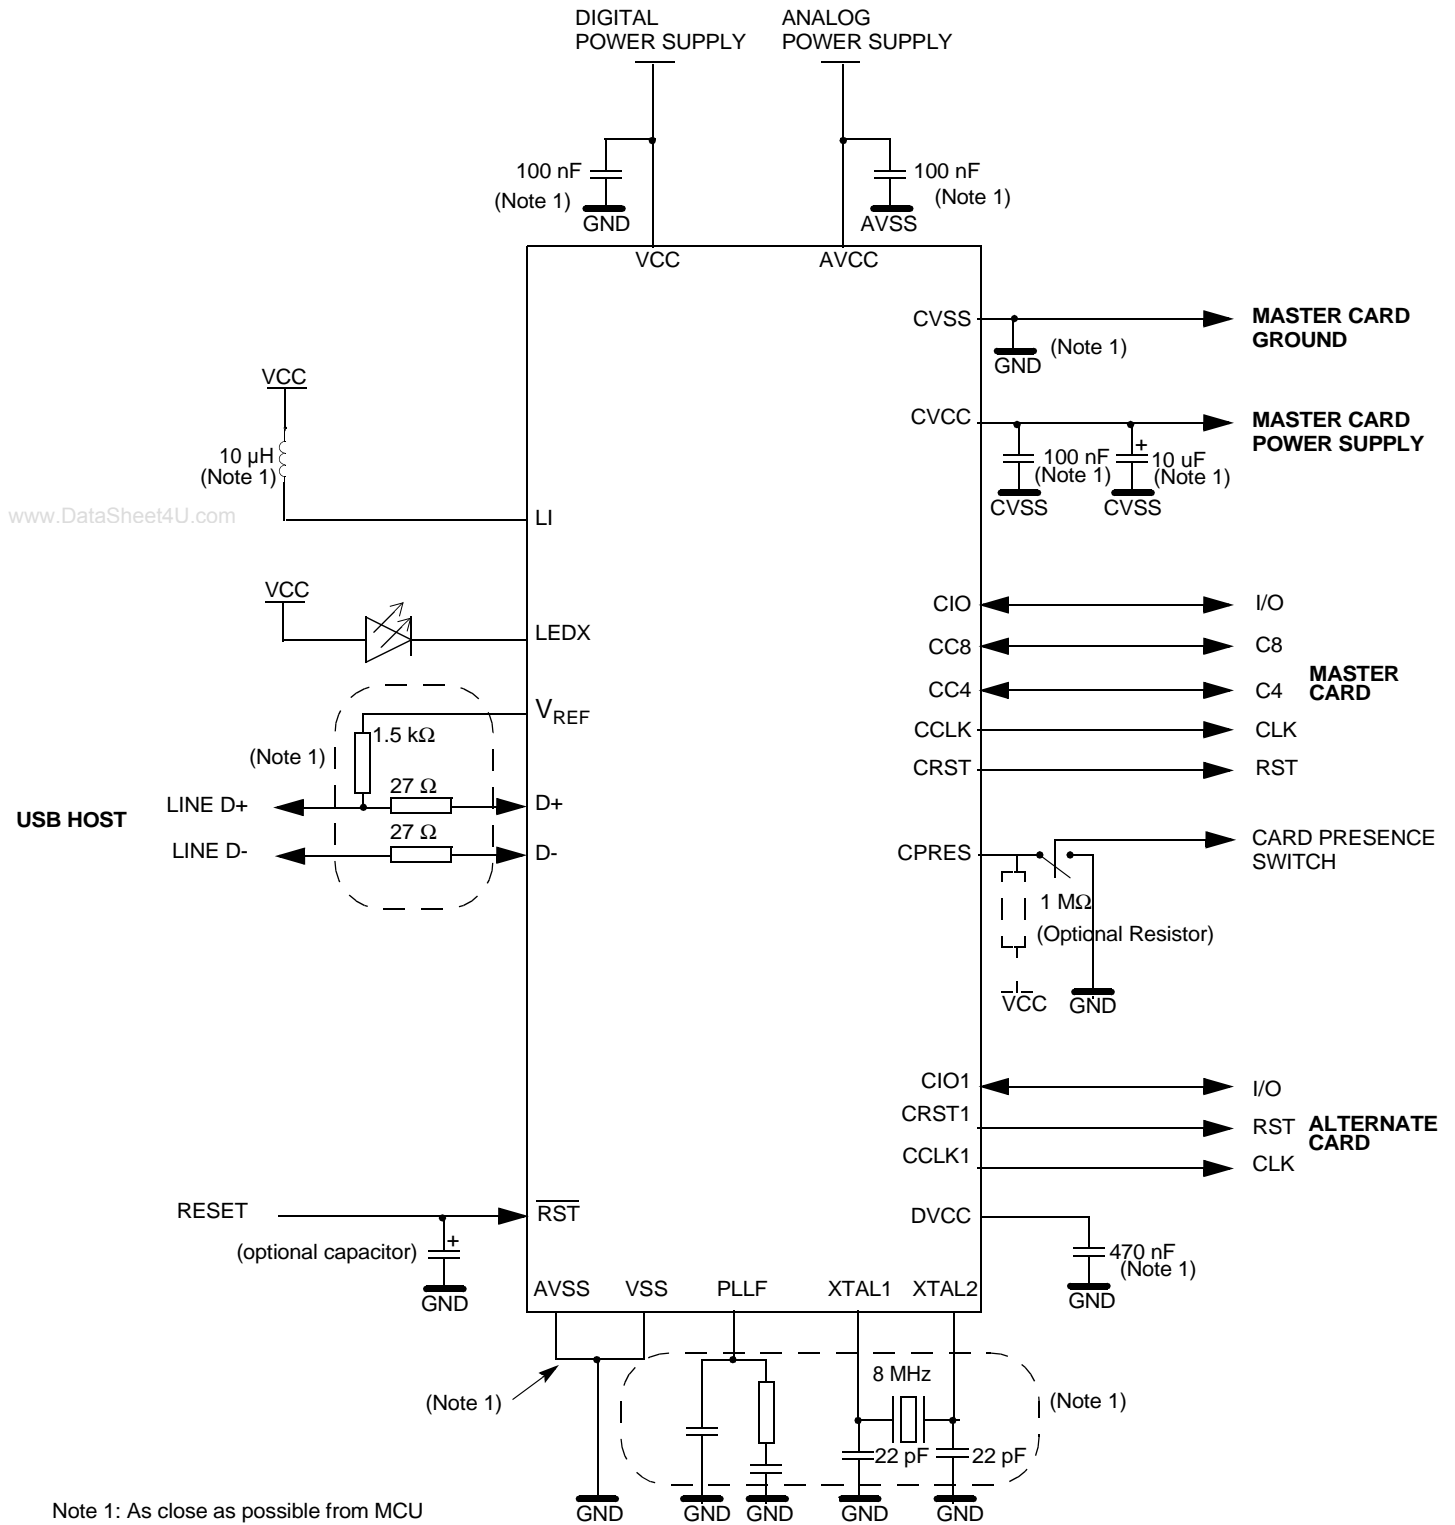 DIGITAL
POWER SUPPLY
ANALOG
POWER SUPPLY
100 nF
(Note 1)
GND
100 nF
(Note 1)
AVSS
VCC
AVCC
CVSS
MASTER CARD
GROUND
GND
(Note 1)
VCC
10 µH
(Note 1)
CVCC
MASTER CARD
POWER SUPPLY
100 nF
(Note 1)
CVSS
+
10 uF
(Note 1)
CVSS
www.DataSheet4U.com
LI
VCC
LEDX
CIO
I/O
CC8
C8
CC4
C4
MASTER
CARD
CCLK
CLK
CRST
RST
VREF
1.5 kΩ
(Note 1)
27 Ω
LINE D+
D+
USB HOST
27 Ω
LINE D-
D-
CPRES
CARD PRESENCE
SWITCH
1 MΩ
(Optional Resistor)
VCC
GND
CIO1
I/O
CRST1
RST
ALTERNATE
CARD
CCLK1
CLK
RESET
RST
(optional capacitor)
+
GND
DVCC
470 nF
(Note 1)
GND
AVSS
VSS
PLLF
XTAL1
XTAL2
(Note 1)
8 MHz
(Note 1)
22 pF
22 pF
GND
GND
GND
GND
GND
Note 1: As close as possible from MCU